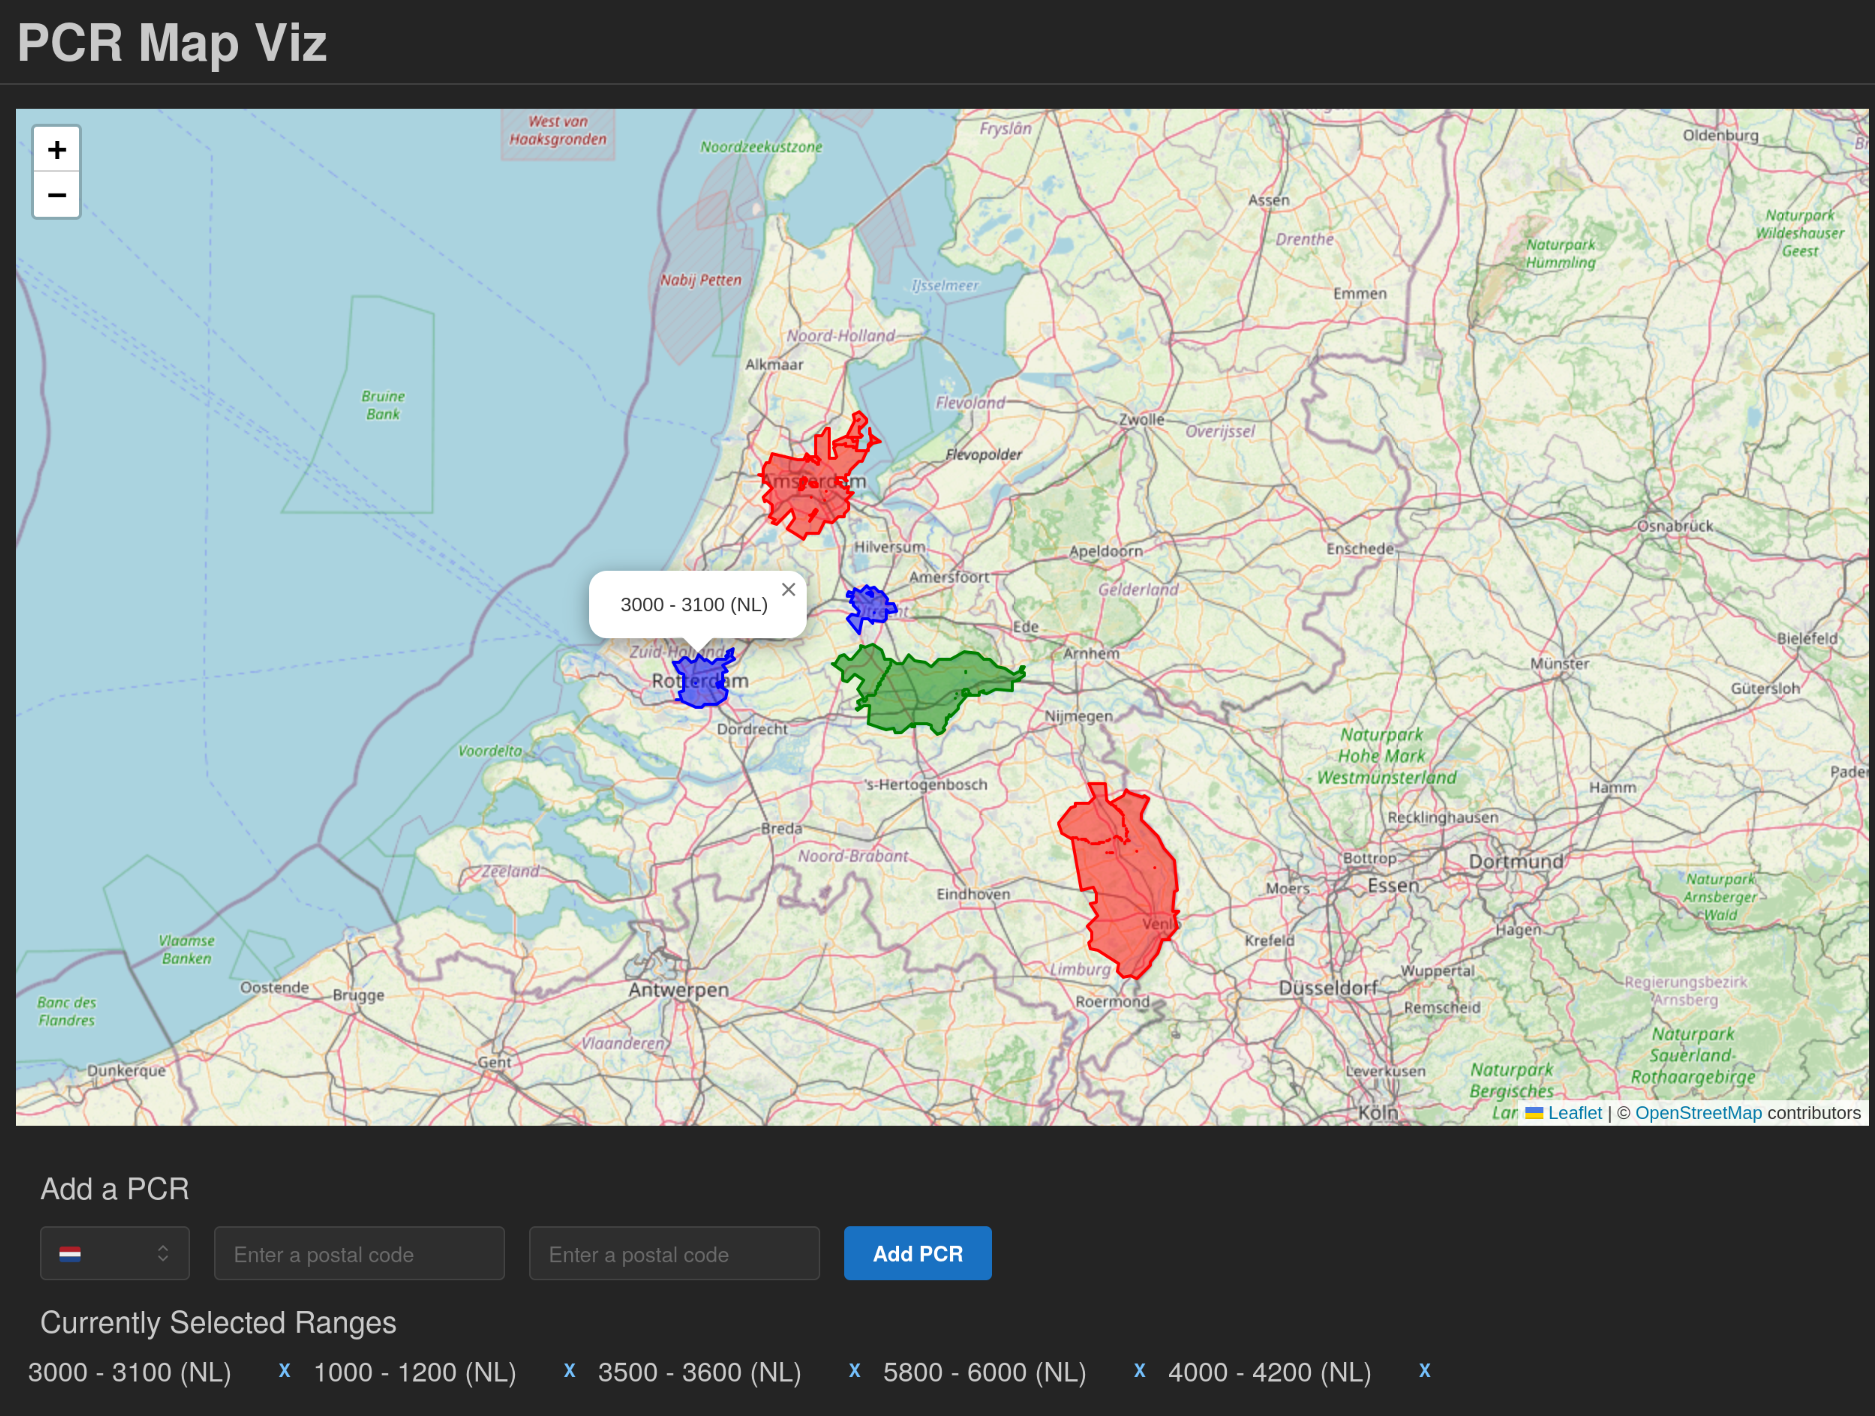 PCR Map Viz
+
−
West van
Haaksgronden
Noordzeekustzone
Fryslân
Oldenburg
Assen
Drenthe
Naturpark
Hümmling
Naturpark
Wildeshauser
Geest
Nabij Petten
IJsselmeer
Emmen
Noord-Holland
Alkmaar
Bruine
Bank
Flevoland
Zwolle
Overijssel
Flevopolder
Amsterdam
Osnabrück
Hilversum
Apeldoorn
Enschede
Amersfoort
Gelderland
3000 - 3100 (NL)
×
Ede
Bielefeld
Zuid-Holland
Arnhem
Münster
Rotterdam
Gütersloh
Nijmegen
Dordrecht
Voordelta
Naturpark
Hohe Mark
- Westmünsterland
's-Hertogenbosch
Hamm
Recklinghausen
Breda
Noord-Brabant
Bottrop
Dortmund
Zeeland
Eindhoven
Moers
Essen
Naturpark
Arnsberger
Wald
Venlo
Hagen
Krefeld
Vlaamse
Banken
Limburg
Wuppertal
Oostende
Brugge
Antwerpen
Roermond
Düsseldorf
Regierungsbezirk
Arnsberg
Remscheid
Banc des
Flandres
Vlaanderen
Gent
Dunkerque
Leverkusen
Naturpark
Bergisches
Naturpark
Sauerland-
Rothaargebirge
Köln
Leaflet | © OpenStreetMap contributors
Add a PCR
Enter a postal code Enter a postal code Add PCR
Currently Selected Ranges
3000 - 3100 (NL) X 1000 - 1200 (NL) X 3500 - 3600 (NL) X 5800 - 6000 (NL) X 4000 - 4200 (NL) X